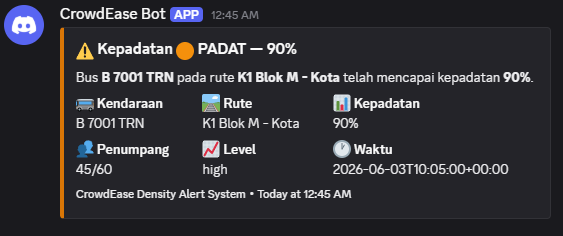 CrowdEase Bot APP 12:45 AM
⚠️ Kepadatan 🟠 PADAT — 90%
Bus B 7001 TRN pada rute K1 Blok M - Kota telah mencapai kepadatan 90%.
🚌 Kendaraan 🛣️ Rute 📊 Kepadatan
B 7001 TRN K1 Blok M - Kota 90%
👥 Penumpang 📈 Level 🕐 Waktu
45/60 high 2026-06-03T10:05:00+00:00
CrowdEase Density Alert System • Today at 12:45 AM